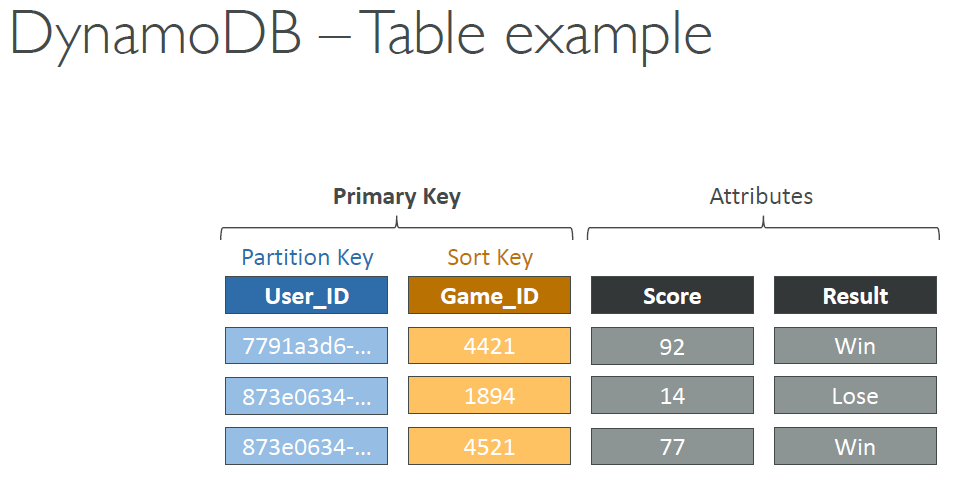 DynamoDB – Table example
Primary Key Attributes
Partition Key Sort Key
User_ID Game_ID Score Result
7791a3d6-... 4421 92 Win
873e0634-... 1894 14 Lose
873e0634-... 4521 77 Win